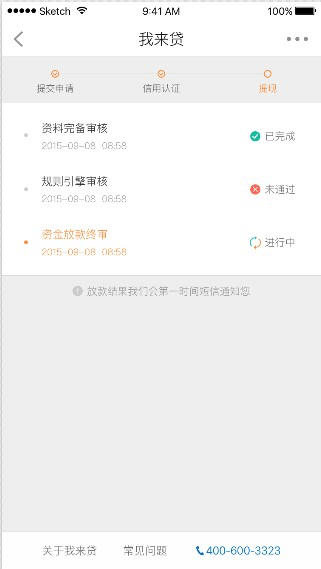 Sketch 9:41 AM 100%
我来贷
提交申请 信用认证 提现
资料完备审核
2015-09-08 08:58
已完成
规则引擎审核
2015-09-08 08:58
未通过
资金放款终审
2015-09-08 08:58
进行中
放款结果我们会第一时间短信通知您
关于我来贷 常见问题 400-600-3323